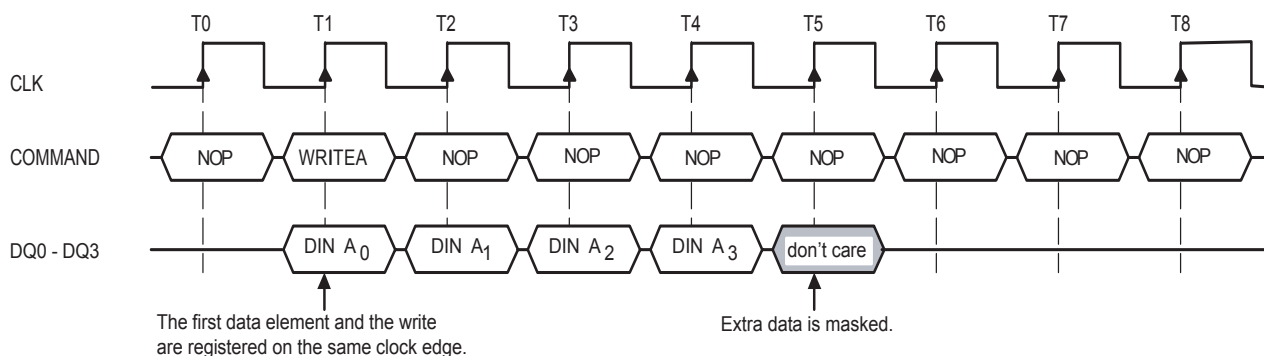 T0 T1 T2 T3 T4 T5 T6 T7 T8
CLK
COMMAND NOP WRITEA NOP NOP NOP NOP NOP NOP NOP
DQ0 - DQ3 DIN A0 DIN A1 DIN A2 DIN A3 don't care
The first data element and the write
are registered on the same clock edge.
Extra data is masked.